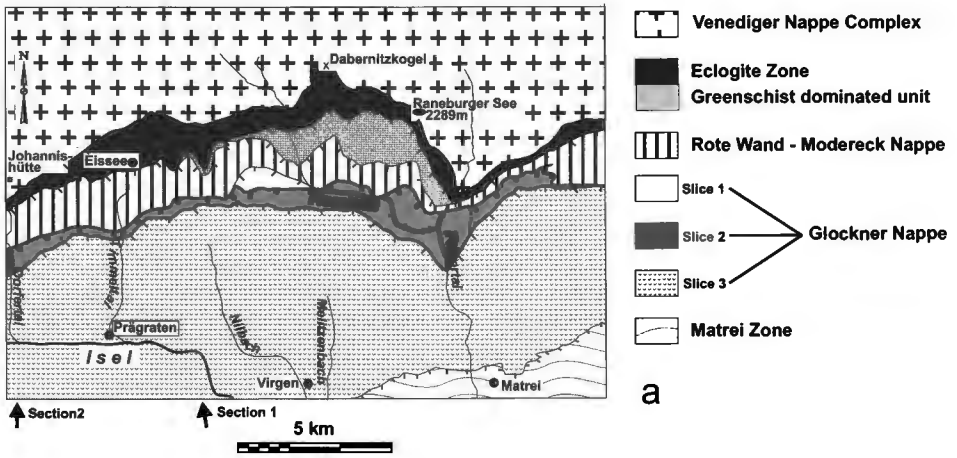 N
Dabernitzkogel
Raneburger See
2289m
Johannis-
hütte
Eissee
Prägraten
Isel
Nilbach
Virgen
Matrei
Section2
Section 1
5 km
Venediger Nappe Complex
Eclogite Zone
Greenschist dominated unit
Rote Wand - Modereck Nappe
Slice 1
Slice 2
Slice 3
Glockner Nappe
Matrei Zone
a